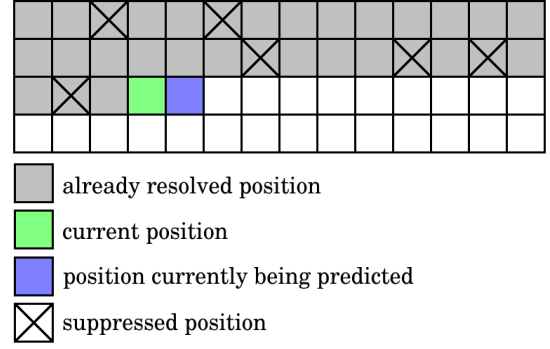 already resolved position
current position
position currently being predicted
suppressed position